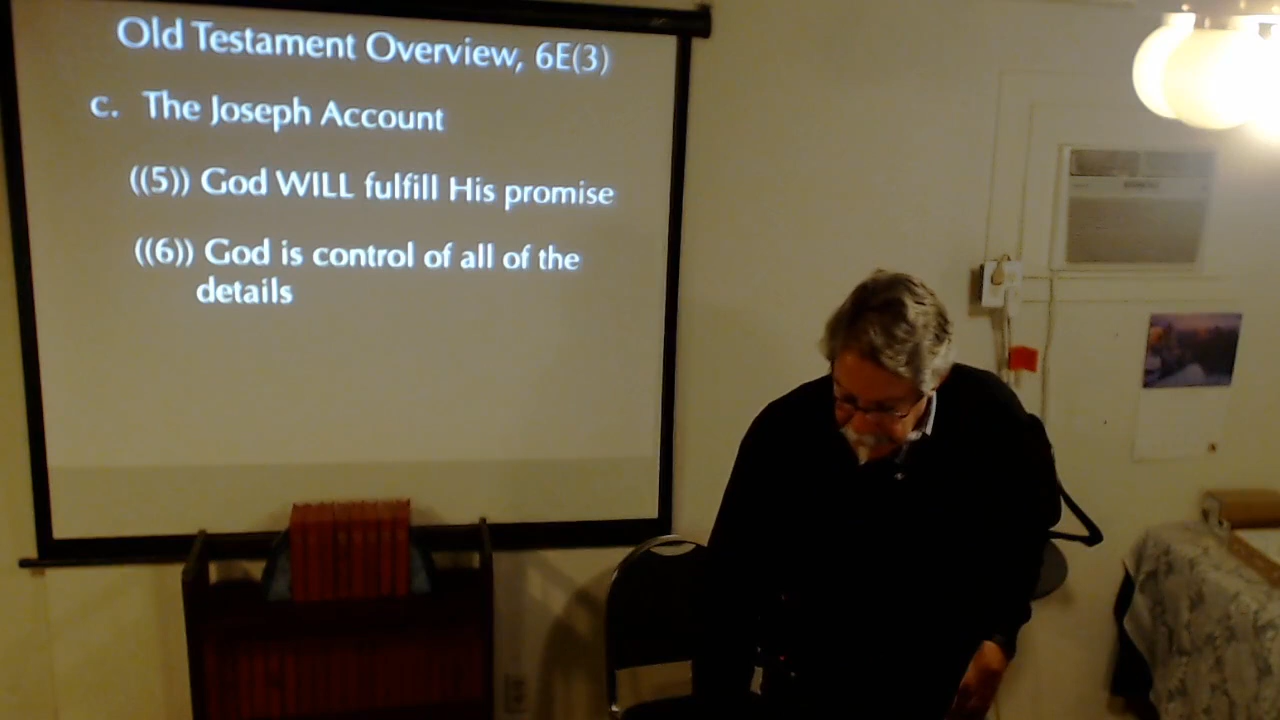 Old Testament Overview, 6E(3)
c. The Joseph Account
((5)) God WILL fulfill His promise
((6)) God is control of all of the
details